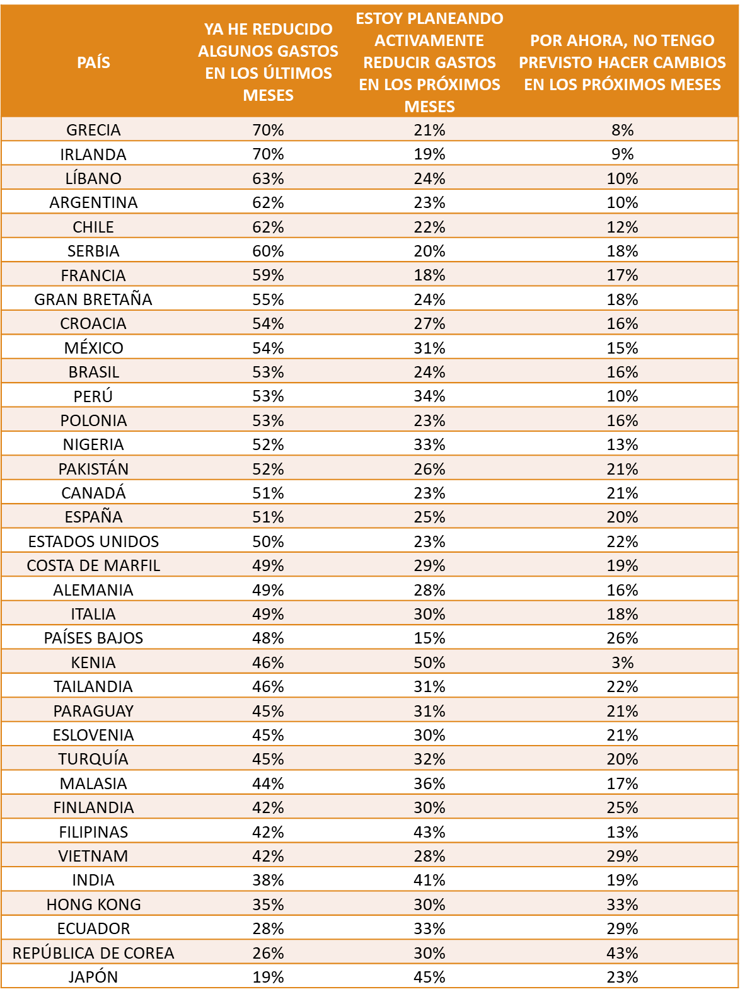 PAÍS
YA HE REDUCIDO
ALGUNOS GASTOS
EN LOS ÚLTIMOS
MESES
ESTOY PLANEANDO
ACTIVAMENTE
REDUCIR GASTOS
EN LOS PRÓXIMOS
MESES
POR AHORA, NO TENGO
PREVISTO HACER CAMBIOS
EN LOS PRÓXIMOS MESES
GRECIA 70% 21% 8%
IRLANDA 70% 19% 9%
LÍBANO 63% 24% 10%
ARGENTINA 62% 23% 10%
CHILE 62% 22% 12%
SERBIA 60% 20% 18%
FRANCIA 59% 18% 17%
GRAN BRETAÑA 55% 24% 18%
CROACIA 54% 27% 16%
MÉXICO 54% 31% 15%
BRASIL 53% 24% 16%
PERÚ 53% 34% 10%
POLONIA 53% 23% 16%
NIGERIA 52% 33% 13%
PAKISTÁN 52% 26% 21%
CANADÁ 51% 23% 21%
ESPAÑA 51% 25% 20%
ESTADOS UNIDOS 50% 23% 22%
COSTA DE MARFIL 49% 29% 19%
ALEMANIA 49% 28% 16%
ITALIA 49% 30% 18%
PAÍSES BAJOS 48% 15% 26%
KENIA 46% 50% 3%
TAILANDIA 46% 31% 22%
PARAGUAY 45% 31% 21%
ESLOVENIA 45% 30% 21%
TURQUÍA 45% 32% 20%
MALASIA 44% 36% 17%
FINLANDIA 42% 30% 25%
FILIPINAS 42% 43% 13%
VIETNAM 42% 28% 29%
INDIA 38% 41% 19%
HONG KONG 35% 30% 33%
ECUADOR 28% 33% 29%
REPÚBLICA DE COREA 26% 30% 43%
JAPÓN 19% 45% 23%